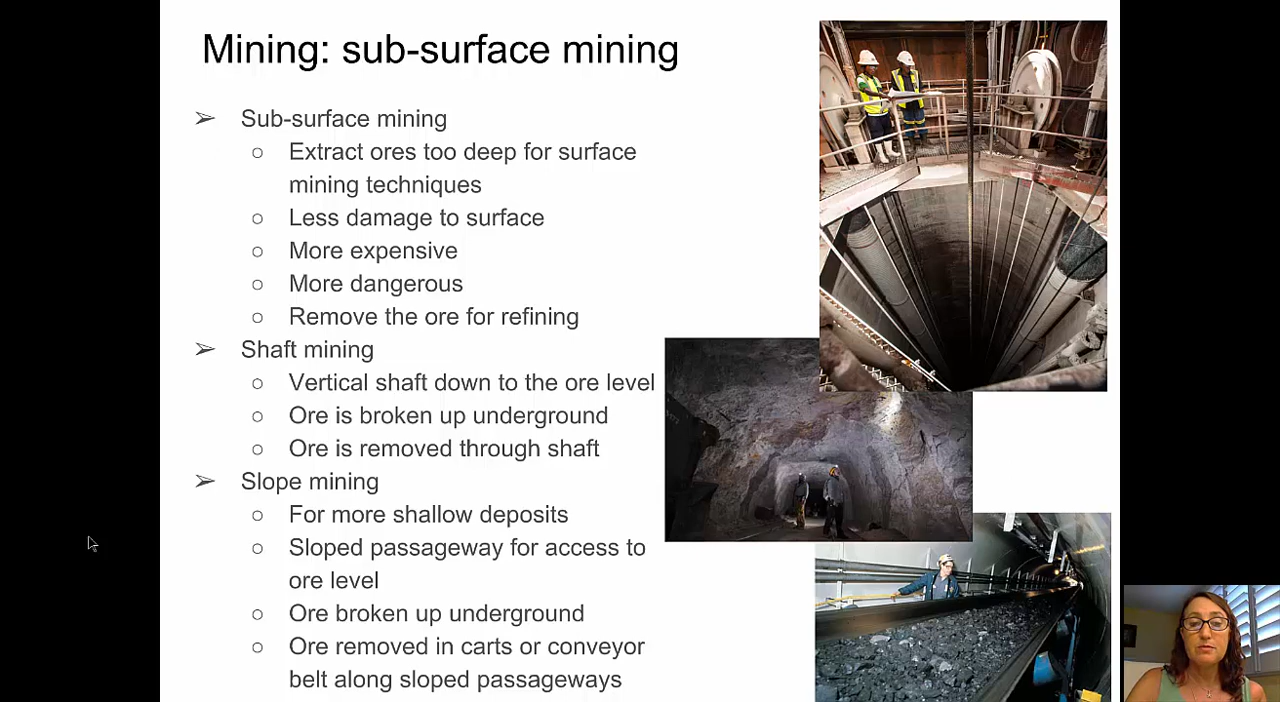 Mining: sub-surface mining
➢ Sub-surface mining
○ Extract ores too deep for surface
mining techniques
○ Less damage to surface
○ More expensive
○ More dangerous
○ Remove the ore for refining
➢ Shaft mining
○ Vertical shaft down to the ore level
○ Ore is broken up underground
○ Ore is removed through shaft
➢ Slope mining
○ For more shallow deposits
○ Sloped passageway for access to
ore level
○ Ore broken up underground
○ Ore removed in carts or conveyor
belt along sloped passageways